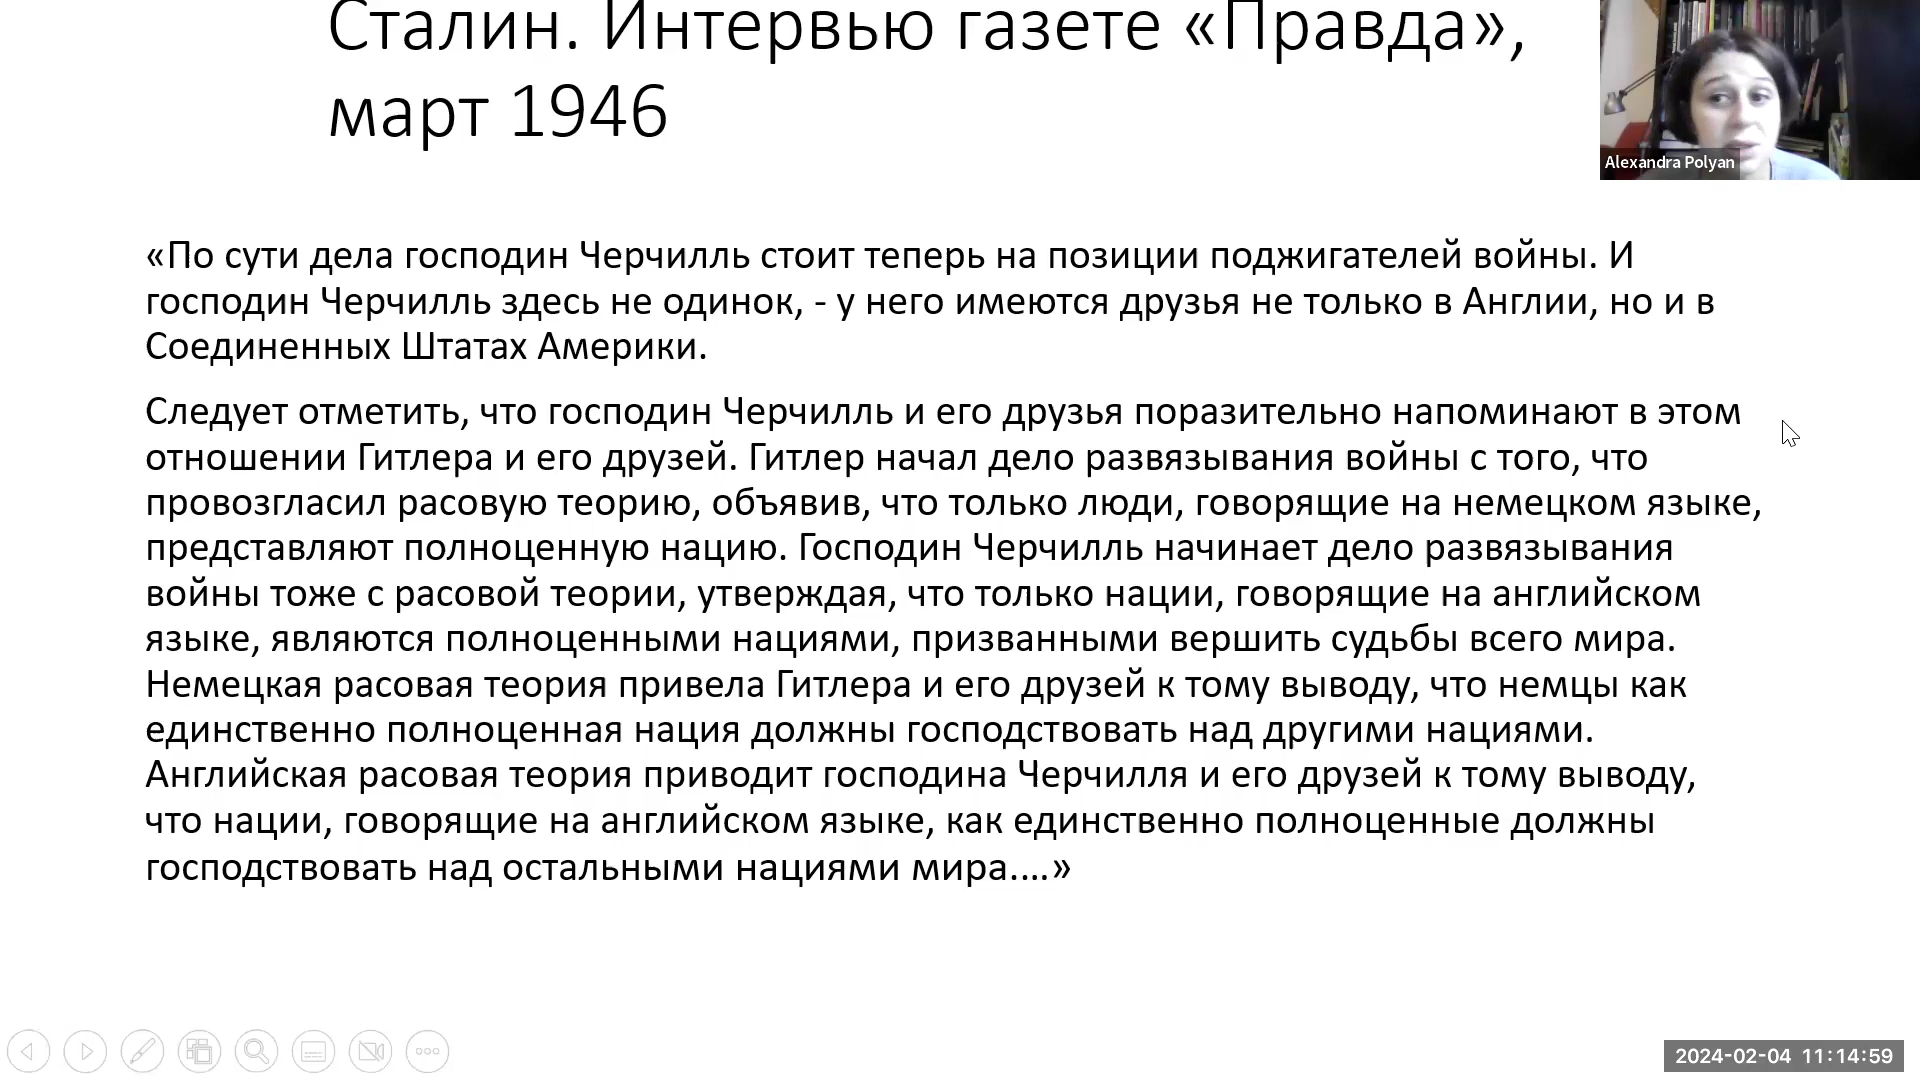 Сталин. Интервью газете «Правда»,
март 1946
Alexandra Polyan
«По сути дела господин Черчилль стоит теперь на позиции поджигателей войны. И
господин Черчилль здесь не одинок, - у него имеются друзья не только в Англии, но и в
Соединенных Штатах Америки.
Следует отметить, что господин Черчилль и его друзья поразительно напоминают в этом
отношении Гитлера и его друзей. Гитлер начал дело развязывания войны с того, что
провозгласил расовую теорию, объявив, что только люди, говорящие на немецком языке,
представляют полноценную нацию. Господин Черчилль начинает дело развязывания
войны тоже с расовой теории, утверждая, что только нации, говорящие на английском
языке, являются полноценными нациями, призванными вершить судьбы всего мира.
Немецкая расовая теория привела Гитлера и его друзей к тому выводу, что немцы как
единственно полноценная нация должны господствовать над другими нациями.
Английская расовая теория приводит господина Черчилля и его друзей к тому выводу,
что нации, говорящие на английском языке, как единственно полноценные должны
господствовать над остальными нациями мира....»
2024-02-04 11:14:59